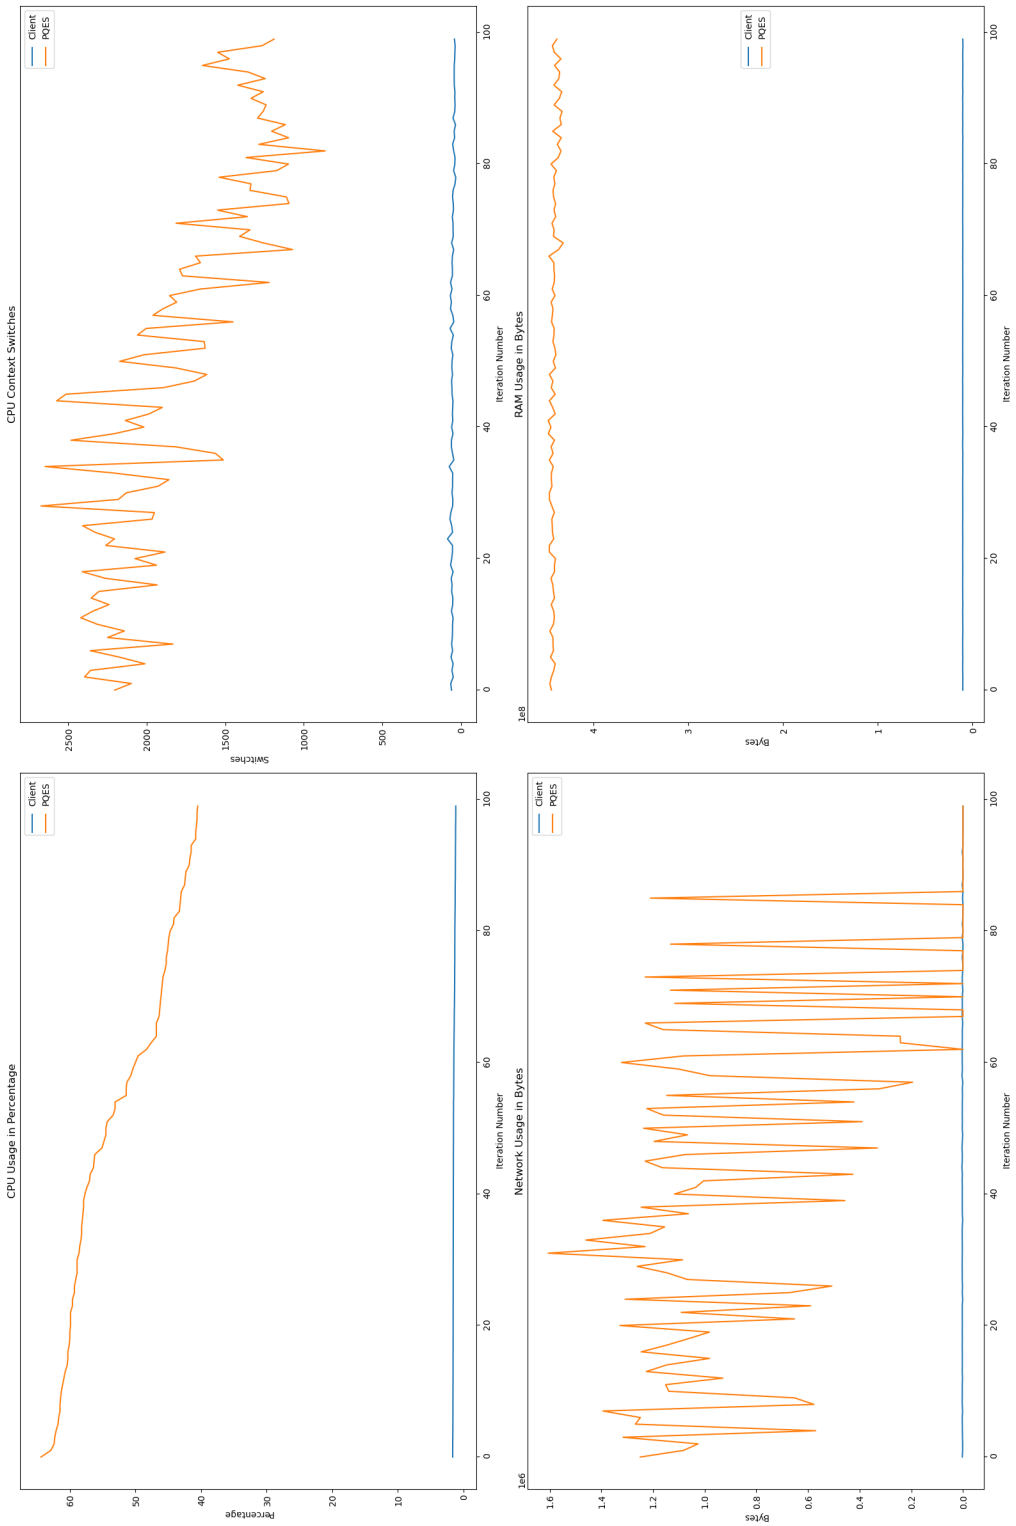 CPU Usage in Percentage
Client
PQES
Percentage
60
40
20
0
0
20
40
60
80
100
Iteration Number
CPU Context Switches
Client
PQES
Switches
2500
2000
1500
1000
500
0
0
20
40
60
80
100
Iteration Number
Network Usage in Bytes
1e6
Client
PQES
Bytes
1.6
1.4
1.2
1.0
0.8
0.6
0.4
0.2
0.0
0
20
40
60
80
100
Iteration Number
RAM Usage in Bytes
1e8
Client
PQES
Bytes
4
3
2
1
0
0
20
40
60
80
100
Iteration Number